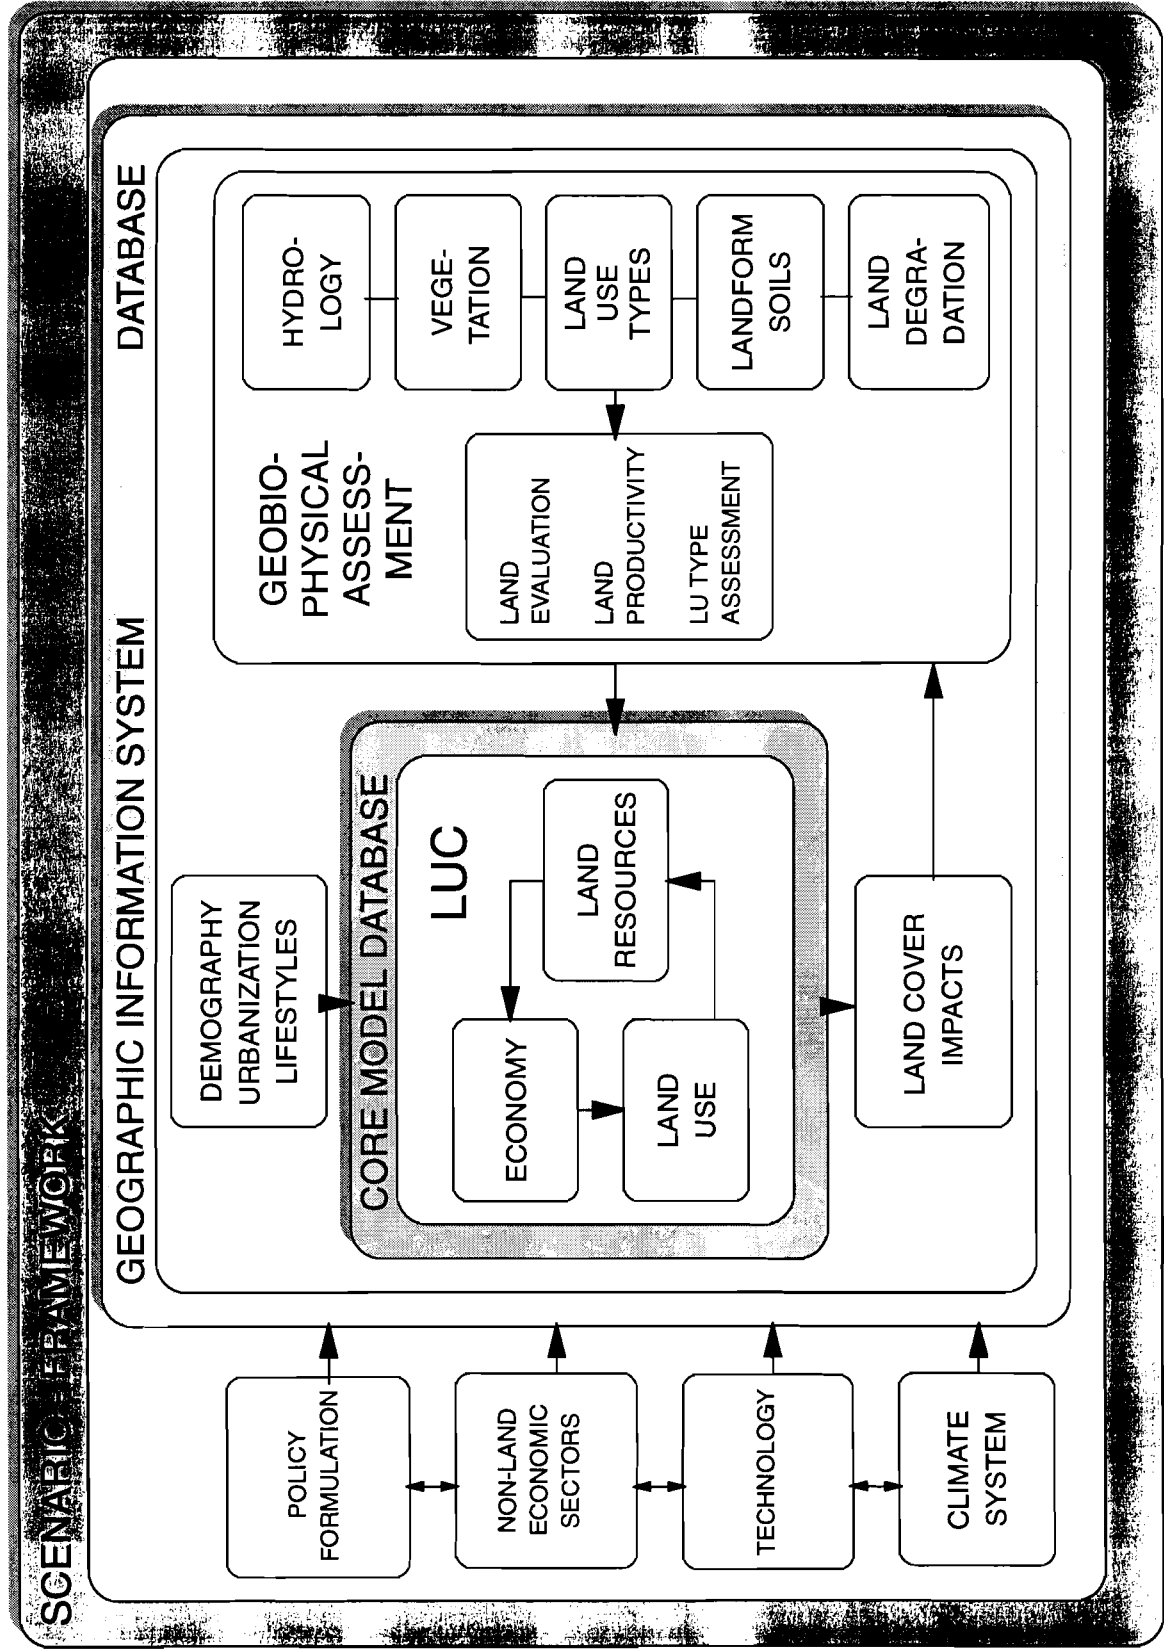 SCENARIO FRAMEWORK
GEOGRAPHIC INFORMATION SYSTEM
DATABASE
POLICY
FORMULATION
NON-LAND
ECONOMIC
SECTORS
TECHNOLOGY
CLIMATE
SYSTEM
DEMOGRAPHY
URBANIZATION
LIFESTYLES
CORE MODEL DATABASE
LUC
ECONOMY
LAND
USE
LAND
RESOURCES
LAND COVER
IMPACTS
GEOBIO-
PHYSICAL
ASSESS-
MENT
LAND
EVALUATION
LAND
PRODUCTIVITY
LU TYPE
ASSESSMENT
HYDRO-
LOGY
VEGE-
TATION
LAND
USE
TYPES
LANDFORM
SOILS
LAND
DEGRA-
DATION